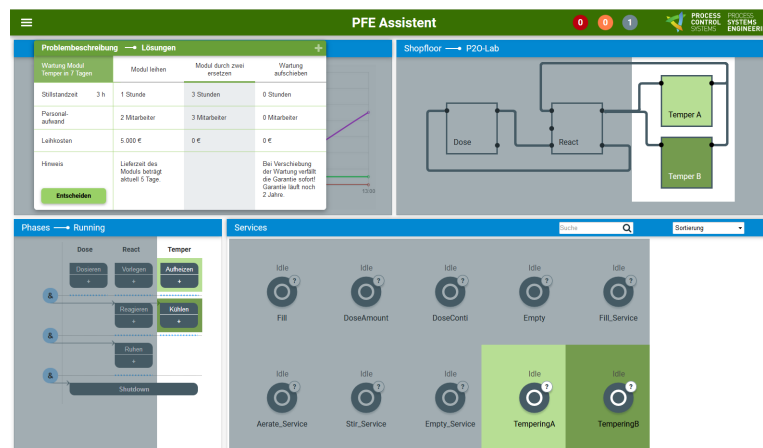 PFE Assistent
0
0
1
PROCESS
CONTROL
SYSTEMS
PROCESS
SYSTEMS
ENGINEERI
Problembeschreibung Lösungen +
Wartung Modul
Temper in 7 Tagen
Modul leihen
Modul durch zwei
ersetzen
Wartung
aufschieben
Stillstandzeit 3 h
1 Stunde
3 Stunden
0 Stunden
Personal-
aufwand
2 Mitarbeiter
3 Mitarbeiter
0 Mitarbeiter
Leihkosten
5.000 €
0 €
0 €
Hinweis
Lieferzeit des
Moduls beträgt
aktuell 5 Tage.
Bei Verschiebung
der Wartung verfällt
die Garantie sofort!
Garantie läuft noch
2 Jahre.
Entscheiden
13:00
Shopfloor P2O-Lab
Dose
React
Temper A
Temper B
Phases Running
Dose React Temper
Dosieren Vorlegen Aufheizen
+ + +
&
Reagieren Kühlen
+ +
&
Ruhen
+
&
Shutdown
Services
Suche
Sortierung
Idle Idle Idle Idle Idle
? ? ? ? ?
Fill DoseAmount DoseConti Empty Fill_Service
Idle Idle Idle Idle Idle
? ? ? ? ?
Aerate_Service Stir_Service Empty_Service TemperingA TemperingB